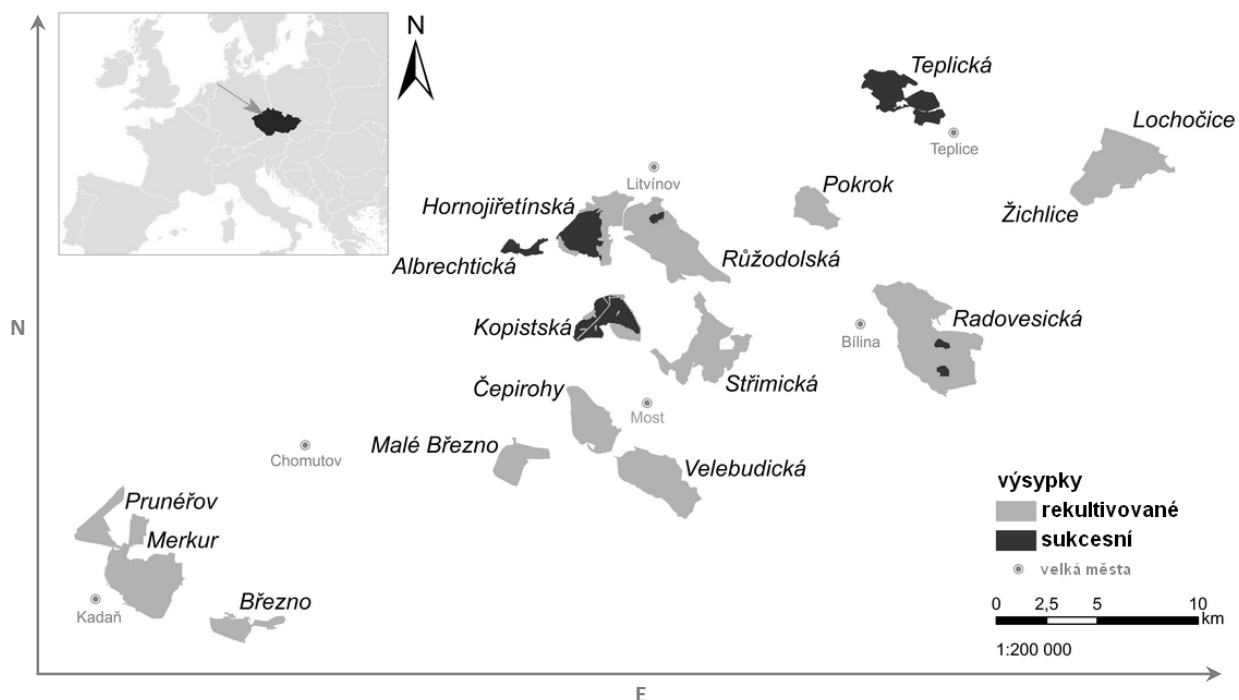 N
Teplická
Lochočice
Teplice
Litvínov
Pokrok
Hornojiřetínská
Žichlice
Albrechtická
Růžodolská
N
Kopistská
Radovesická
Bílina
Střimická
Čepirohy
Most
Malé Březno
Chomutov
Velebudická
výsypky
Prunéřov
rekultivované
Merkur
sukcesní
velká města
Březno
Kadaň
0 2,5 5 10
km
1:200 000
E